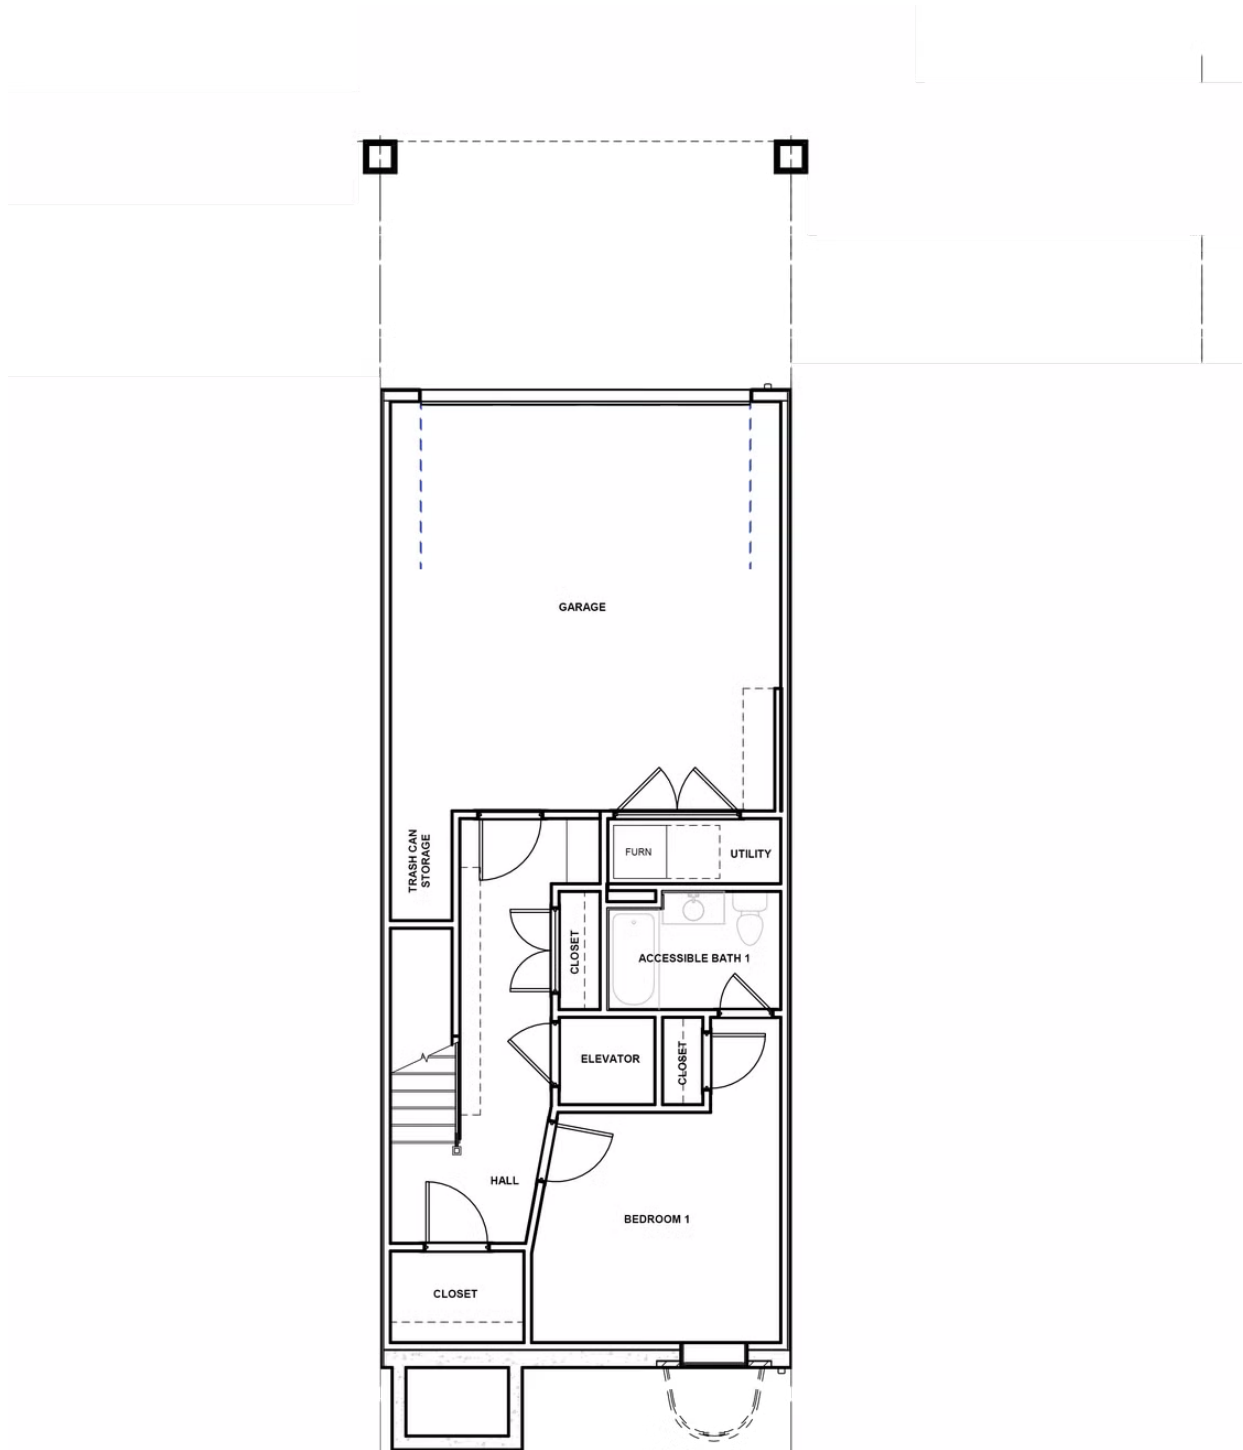 GARAGE
TRASH CAN
STORAGE
FURN
UTILITY
CLOSET
ACCESSIBLE BATH 1
ELEVATOR
CLOSET
HALL
BEDROOM 1
CLOSET